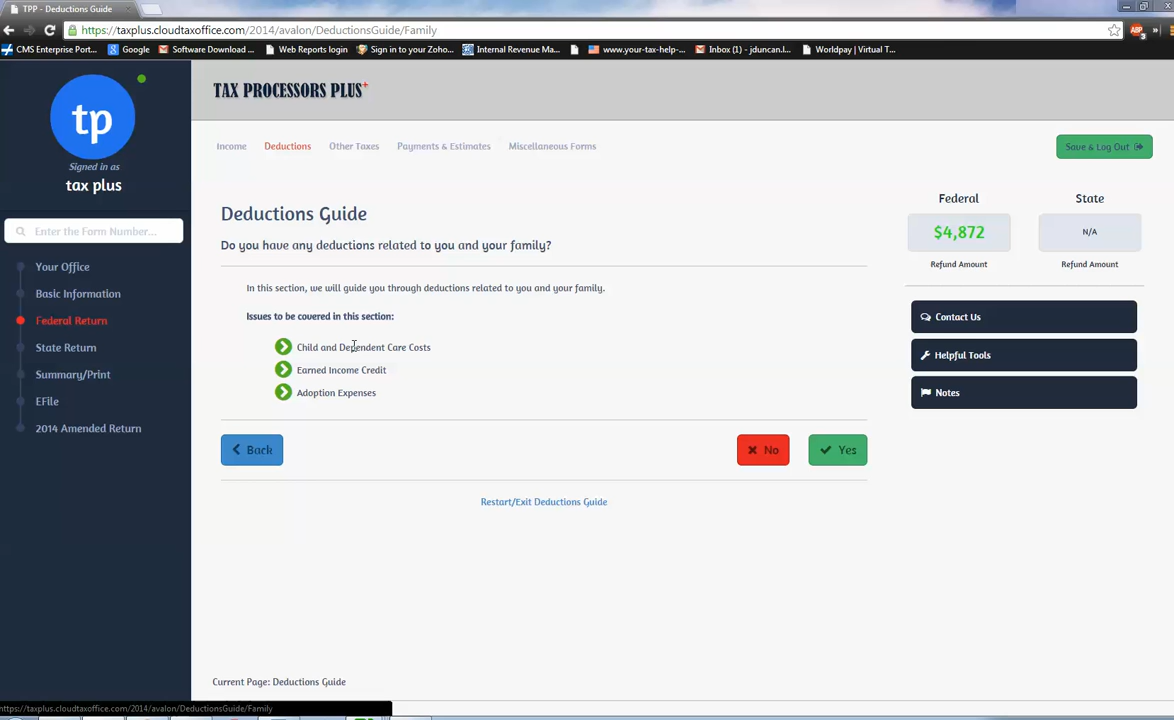 TPP - Deductions Guide
https://taxplus.cloudtaxoffice.com/2014/avalon/DeductionsGuide/Family
CMS Enterprise Port... Google Software Download ... Web Reports login Sign in to your Zoho... Internal Revenue Ma... www.your-tax-help-... Inbox (1) - jduncan.l... Worldpay | Virtual T... »
ABP 3
tp
Signed in as
tax plus
Enter the Form Number...
Your Office
Basic Information
Federal Return
State Return
Summary/Print
EFile
2014 Amended Return
TAX PROCESSORS PLUS+
Income Deductions Other Taxes Payments & Estimates Miscellaneous Forms
Save & Log Out
Deductions Guide
Do you have any deductions related to you and your family?
In this section, we will guide you through deductions related to you and your family.
Issues to be covered in this section:
Child and Dependent Care Costs
Earned Income Credit
Adoption Expenses
Back No Yes
Restart/Exit Deductions Guide
Federal State
$4,872 N/A
Refund Amount Refund Amount
Contact Us
Helpful Tools
Notes
Current Page: Deductions Guide
https://taxplus.cloudtaxoffice.com/2014/avalon/DeductionsGuide/Family